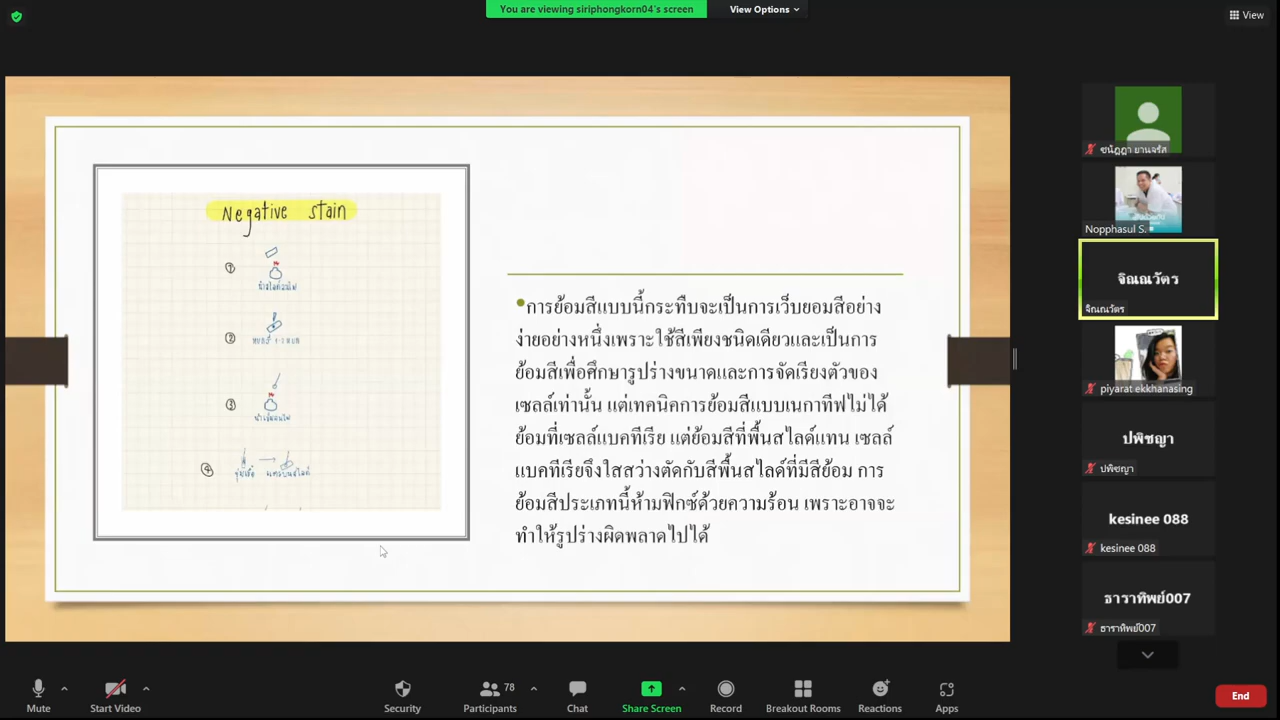 You are viewing siriphongkorn04's screen
View Options
View
Negative stain
①
②
หยดสี 1-2 หยด
③
④
การย้อมสีแบบนี้กระทืบจะเป็นการเว็บยอมสีอย่าง
ง่ายอย่างหนึ่งเพราะใช้สีเพียงชนิดเดียวและเป็นการ
ย้อมสีเพื่อศึกษารูปร่างขนาดและการจัดเรียงตัวของ
เซลล์เท่านั้น แต่เทคนิคการย้อมสีแบบเนกาทีฟไม่ได้
ย้อมที่เซลล์แบคทีเรีย แต่ย้อมสีที่พื้นสไลด์แทน เซลล์
แบคทีเรียจึงใสสว่างตัดกับสีพื้นสไลด์ที่มีสีย้อม การ
ย้อมสีประเภทนี้ห้ามฟิกซ์ด้วยความร้อน เพราะอาจจะ
ทำให้รูปร่างผิดพลาดไปได้
ชนัฏฎา ยานจรัส
Nopphasul S.
จิณณวัตร
จิณณวัตร
piyarat ekkhanasing
ปพิชญา
ปพิชญา
kesinee 088
kesinee 088
ธาราทิพย์007
ธาราทิพย์007
Mute
Start Video
Security
Participants
78
Chat
Share Screen
Record
Breakout Rooms
Reactions
Apps
End